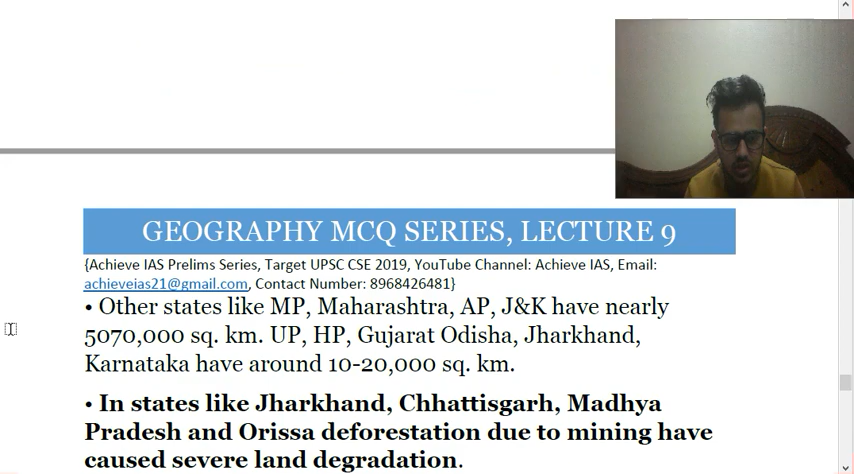 GEOGRAPHY MCQ SERIES, LECTURE 9
{Achieve IAS Prelims Series, Target UPSC CSE 2019, YouTube Channel: Achieve IAS, Email:
achieveias21@gmail.com, Contact Number: 8968426481}
• Other states like MP, Maharashtra, AP, J&K have nearly
5070,000 sq. km. UP, HP, Gujarat Odisha, Jharkhand,
Karnataka have around 10-20,000 sq. km.
• In states like Jharkhand, Chhattisgarh, Madhya
Pradesh and Orissa deforestation due to mining have
caused severe land degradation.